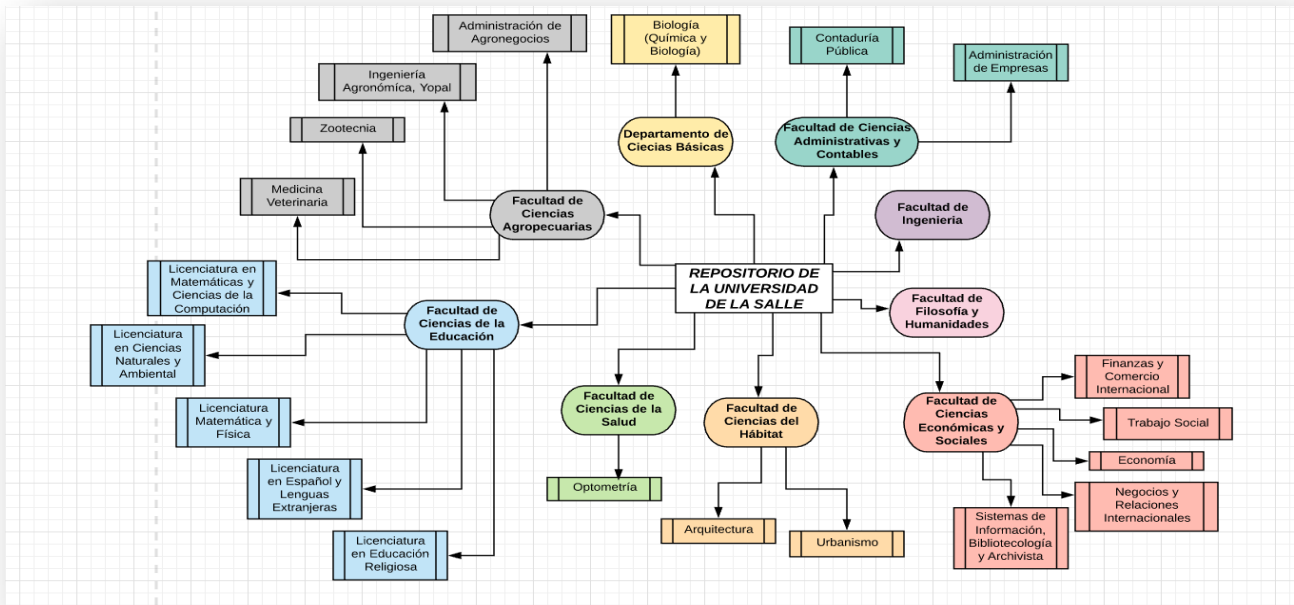 Administración de
Agronegocios
Biología
(Química y
Biología)
Contaduría
Pública
Administración
de Empresas
Ingeniería
Agronómíca, Yopal
Zootecnia
Departamento de
Ciecias Básicas
Facultad de Ciencias
Administrativas y
Contables
Medicina
Veterinaria
Facultad de
Ciencias
Agropecuarias
Facultad de
Ingenieria
Licenciatura en
Matemáticas y
Ciencias de la
Computación
REPOSITORIO DE
LA UNIVERSIDAD
DE LA SALLE
Facultad de
Ciencias de la
Educación
Facultad de
Filosofía y
Humanidades
Licenciatura
en Ciencias
Naturales y
Ambiental
Finanzas y
Comercio
Internacional
Facultad de
Ciencias de la
Salud
Facultad de
Ciencias del
Hábitat
Facultad de
Ciencias
Económicas y
Sociales
Licenciatura
Matemática y
Física
Trabajo Social
Economía
Licenciatura
en Español y
Lenguas
Extranjeras
Optometría
Negocios y
Relaciones
Internacionales
Arquitectura
Urbanismo
Sistemas de
Información,
Bibliotecología
y Archivista
Licenciatura
en Educación
Religiosa